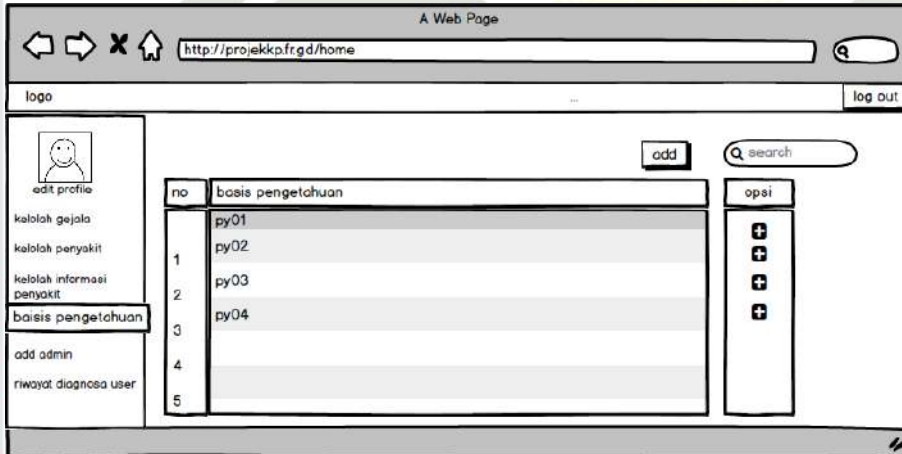 A Web Page
http://projekkp.fr.gd/home
logo
...
log out
edit profile
kelolah gejala
kelolah penyakit
kelolah informasi
penyakit
baisis pengetahuan
add admin
riwayat diagnosa user
add
search
no
basis pengetahuan
opsi
py01
py02
1
py03
2
py04
3
4
5